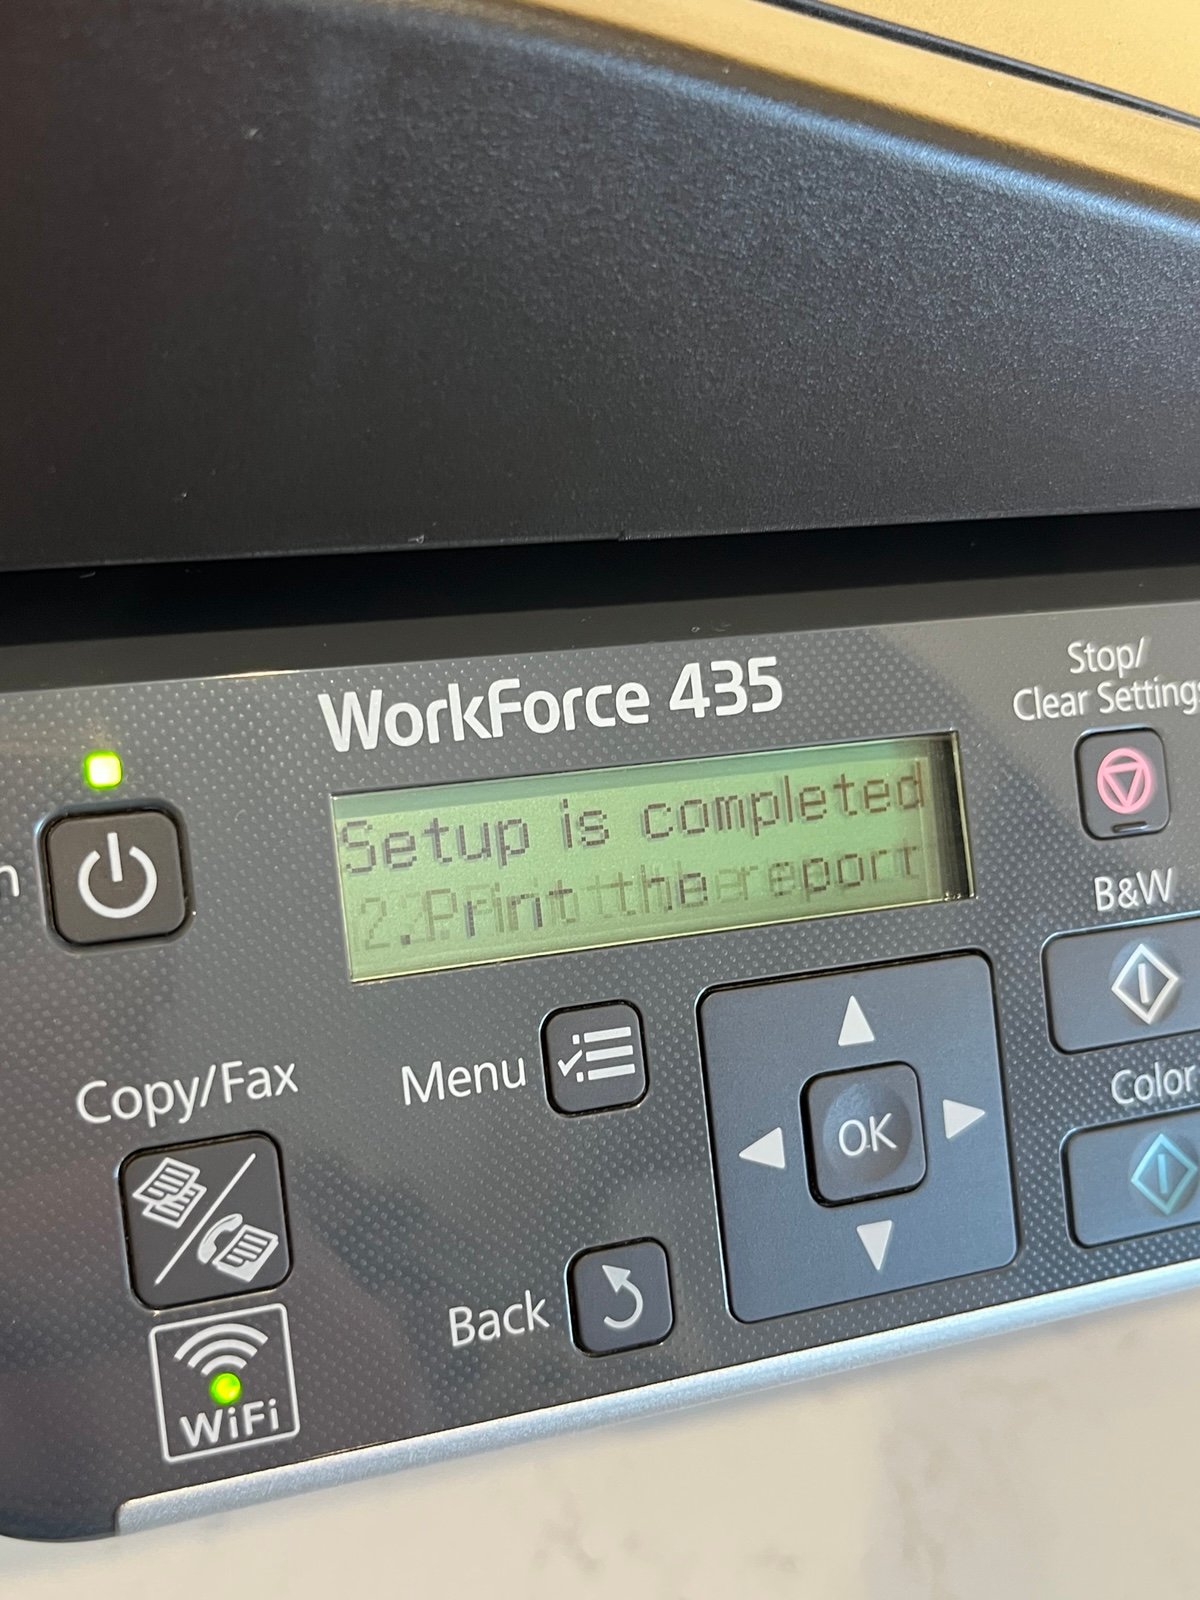 WorkForce 435
Stop/
Clear Setting
Setup is completed
2.Print the report
B&W
Menu
Copy/Fax
OK
Color
Back
WiFi